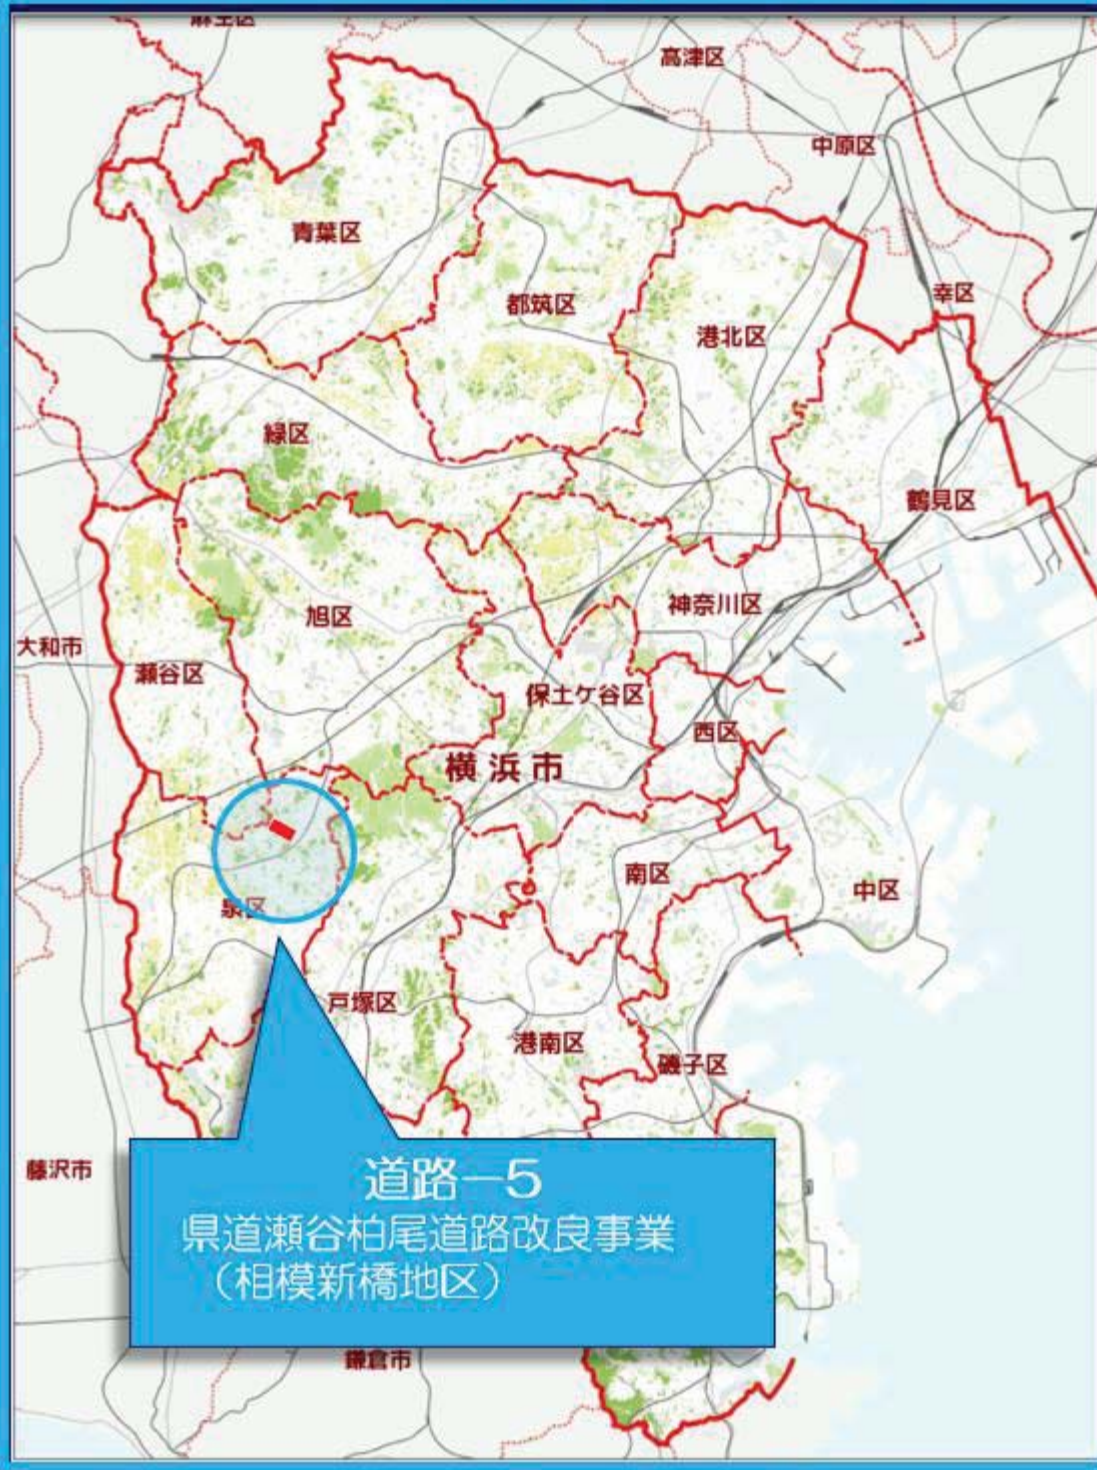 麻生区
高津区
中原区
青葉区
幸区
都筑区
港北区
緑区
鶴見区
神奈川区
旭区
大和市
瀬谷区
保土ケ谷区
西区
横浜市
南区
中区
泉区
戸塚区
港南区
磯子区
藤沢市
道路－5
県道瀬谷柏尾道路改良事業
（相模新橋地区）
鎌倉市